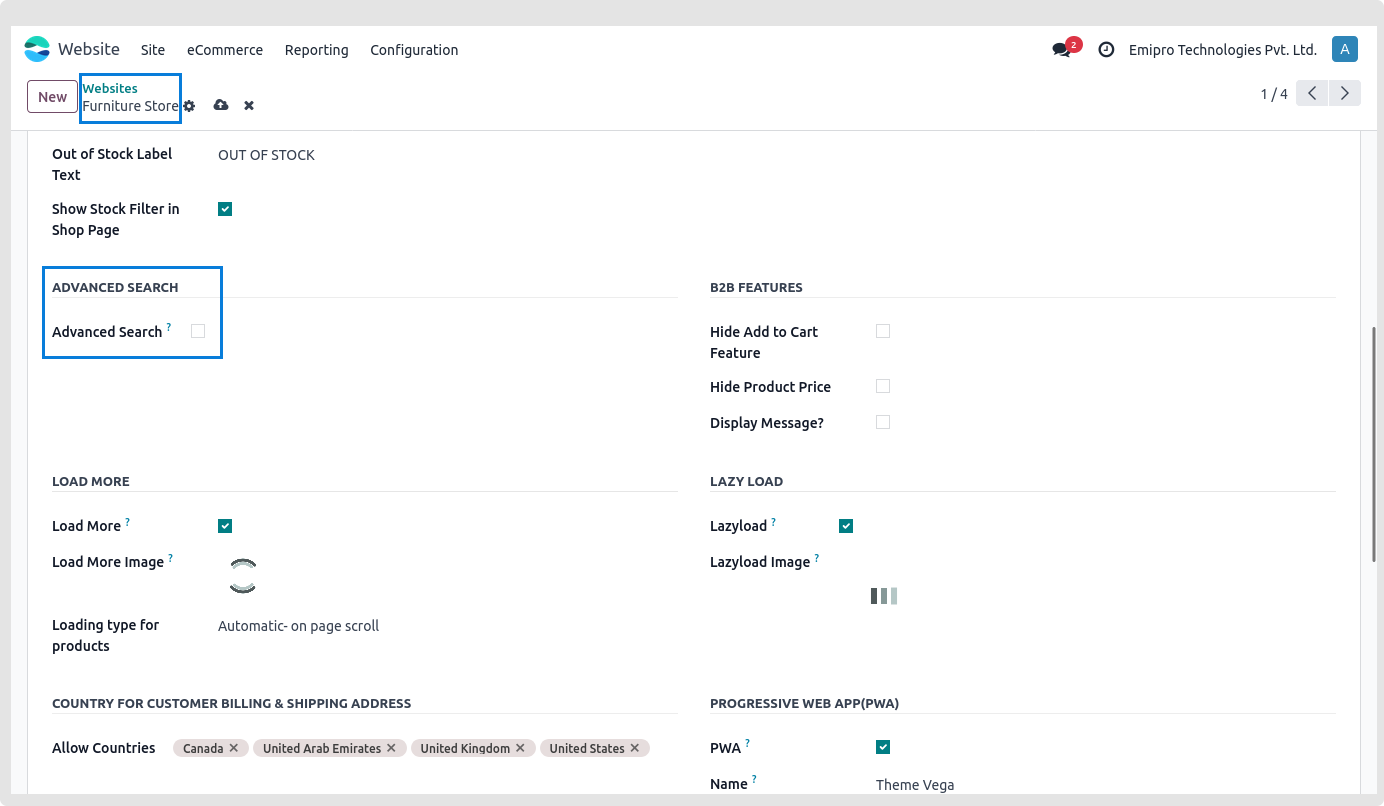 Website Site eCommerce Reporting Configuration 2 Emipro Technologies Pvt. Ltd. A
New Websites
Furniture Store 1 / 4
Out of Stock Label OUT OF STOCK
Text
Show Stock Filter in
Shop Page
ADVANCED SEARCH
Advanced Search ?
B2B FEATURES
Hide Add to Cart
Feature
Hide Product Price
Display Message?
LOAD MORE
Load More ?
Load More Image ?
Loading type for Automatic- on page scroll
products
LAZY LOAD
Lazyload ?
Lazyload Image ?
COUNTRY FOR CUSTOMER BILLING & SHIPPING ADDRESS
Allow Countries Canada × United Arab Emirates × United Kingdom × United States ×
PROGRESSIVE WEB APP(PWA)
PWA ?
Name ? Theme Vega